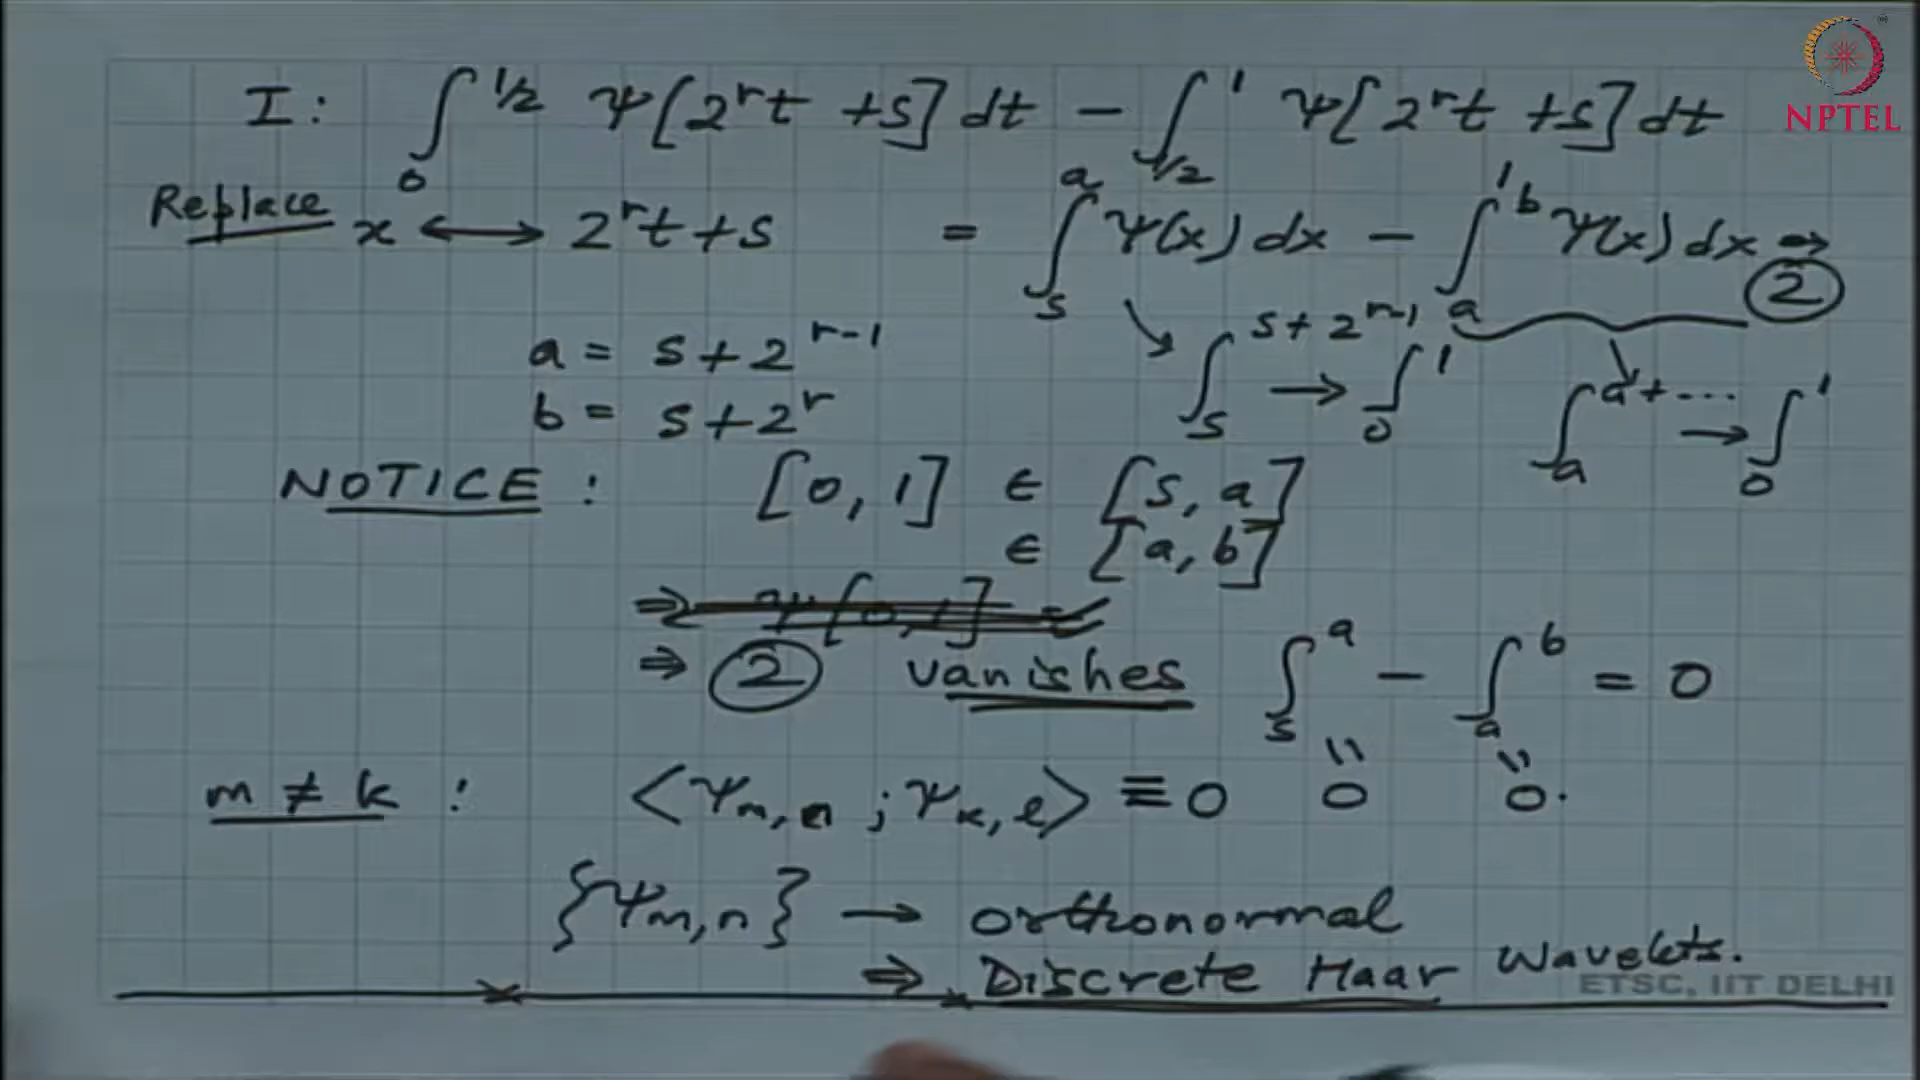 I: ∫₀^{1/2} ψ[2^r t + s] dt − ∫_{1/2}^{1} ψ[2^r t + s] dt
NPTEL
Replace x ⟷ 2^r t + s = ∫_s^a ψ(x) dx − ∫_a^b ψ(x) dx ⇒ ②
a = s + 2^{r-1}
∫_s^{s+2^{r-1}} → ∫_0^1 ∫_a^{a+...} → ∫_0^1
b = s + 2^r
NOTICE : [0, 1] ∈ [s, a]
∈ [a, b]
⇒ ψ[0, 1] =
⇒ ② vanishes ∫_s^a − ∫_a^b = 0
m ≠ k : <ψ_{m,n} ; ψ_{k,l}> ≡ 0 "0 "0.
{ψ_{m,n}} → orthonormal
⇒ Discrete Haar Wavelets.
ETSC, IIT DELHI